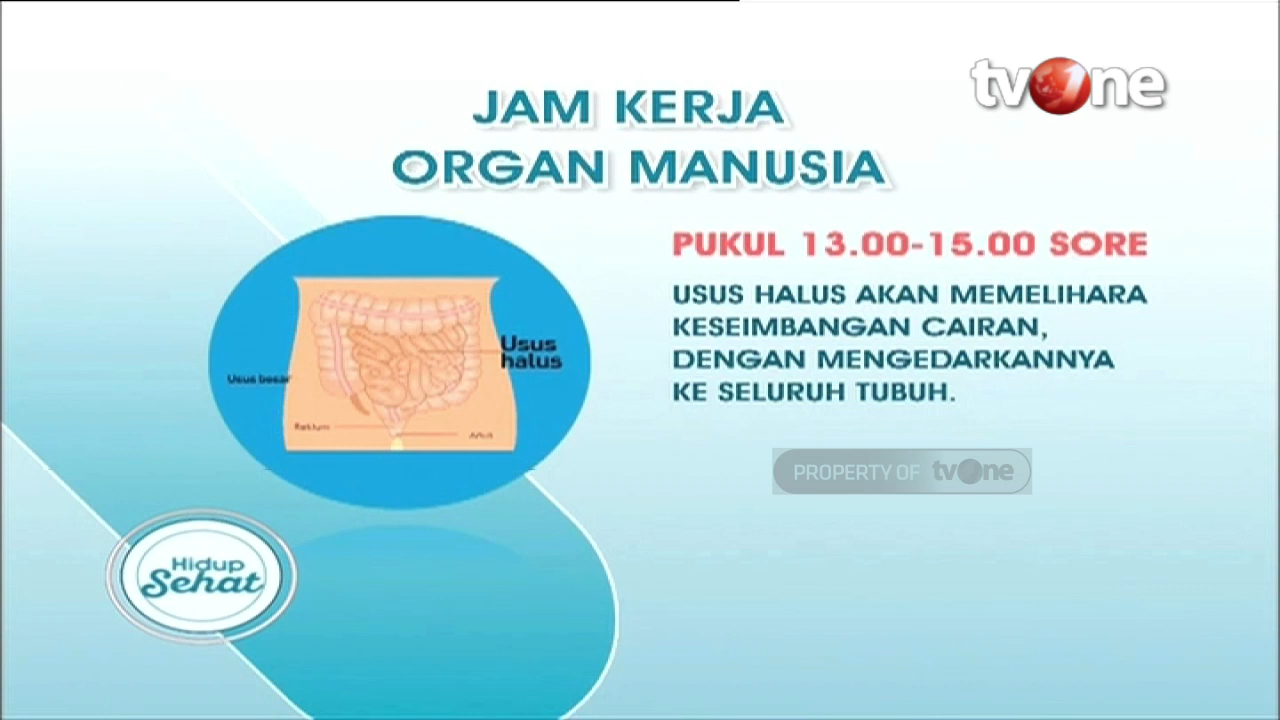 tvOne
JAM KERJA
ORGAN MANUSIA
PUKUL 13.00-15.00 SORE
USUS HALUS AKAN MEMELIHARA
KESEIMBANGAN CAIRAN,
DENGAN MENGEDARKANNYA
KE SELURUH TUBUH.
Usus
halus
Usus besar
Rektum
Anus
PROPERTY OF tvOne
Hidup
Sehat